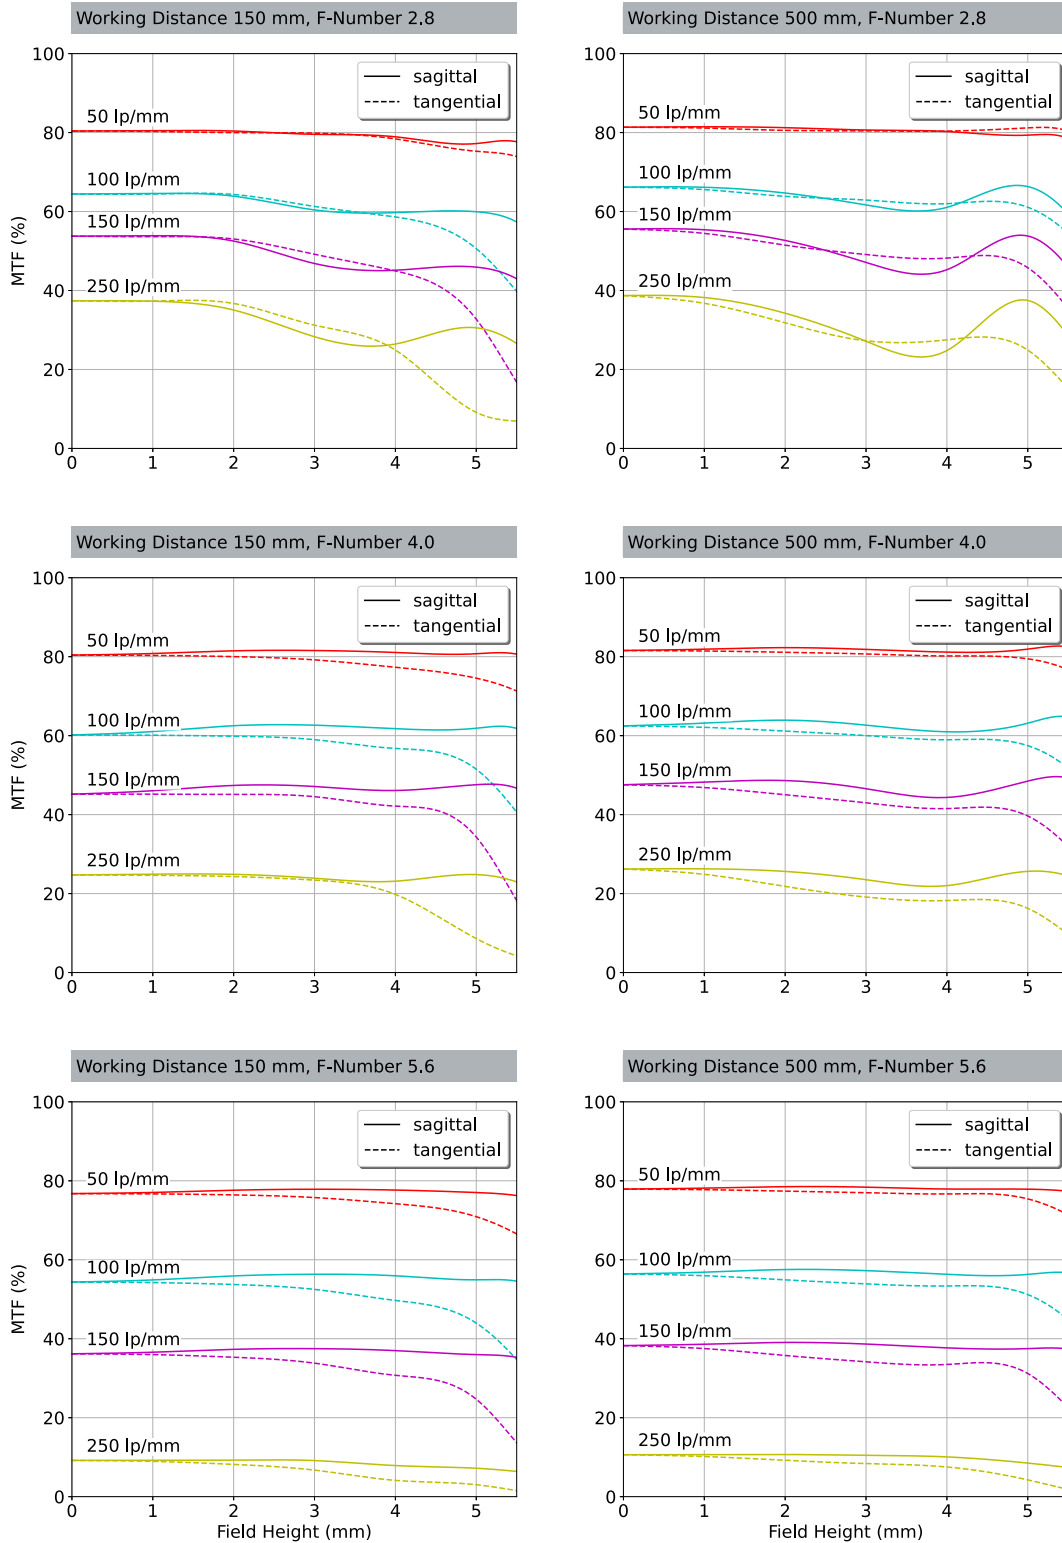 Working Distance 150 mm, F-Number 2.8
100
80
60
40
20
0
MTF (%)
50 lp/mm
100 lp/mm
150 lp/mm
250 lp/mm
sagittal
tangential
0 1 2 3 4 5
Working Distance 500 mm, F-Number 2.8
100
80
60
40
20
0
50 lp/mm
100 lp/mm
150 lp/mm
250 lp/mm
sagittal
tangential
0 1 2 3 4 5
Working Distance 150 mm, F-Number 4.0
100
80
60
40
20
0
MTF (%)
50 lp/mm
100 lp/mm
150 lp/mm
250 lp/mm
sagittal
tangential
0 1 2 3 4 5
Working Distance 500 mm, F-Number 4.0
100
80
60
40
20
0
50 lp/mm
100 lp/mm
150 lp/mm
250 lp/mm
sagittal
tangential
0 1 2 3 4 5
Working Distance 150 mm, F-Number 5.6
100
80
60
40
20
0
MTF (%)
50 lp/mm
100 lp/mm
150 lp/mm
250 lp/mm
sagittal
tangential
0 1 2 3 4 5
Field Height (mm)
Working Distance 500 mm, F-Number 5.6
100
80
60
40
20
0
50 lp/mm
100 lp/mm
150 lp/mm
250 lp/mm
sagittal
tangential
0 1 2 3 4 5
Field Height (mm)